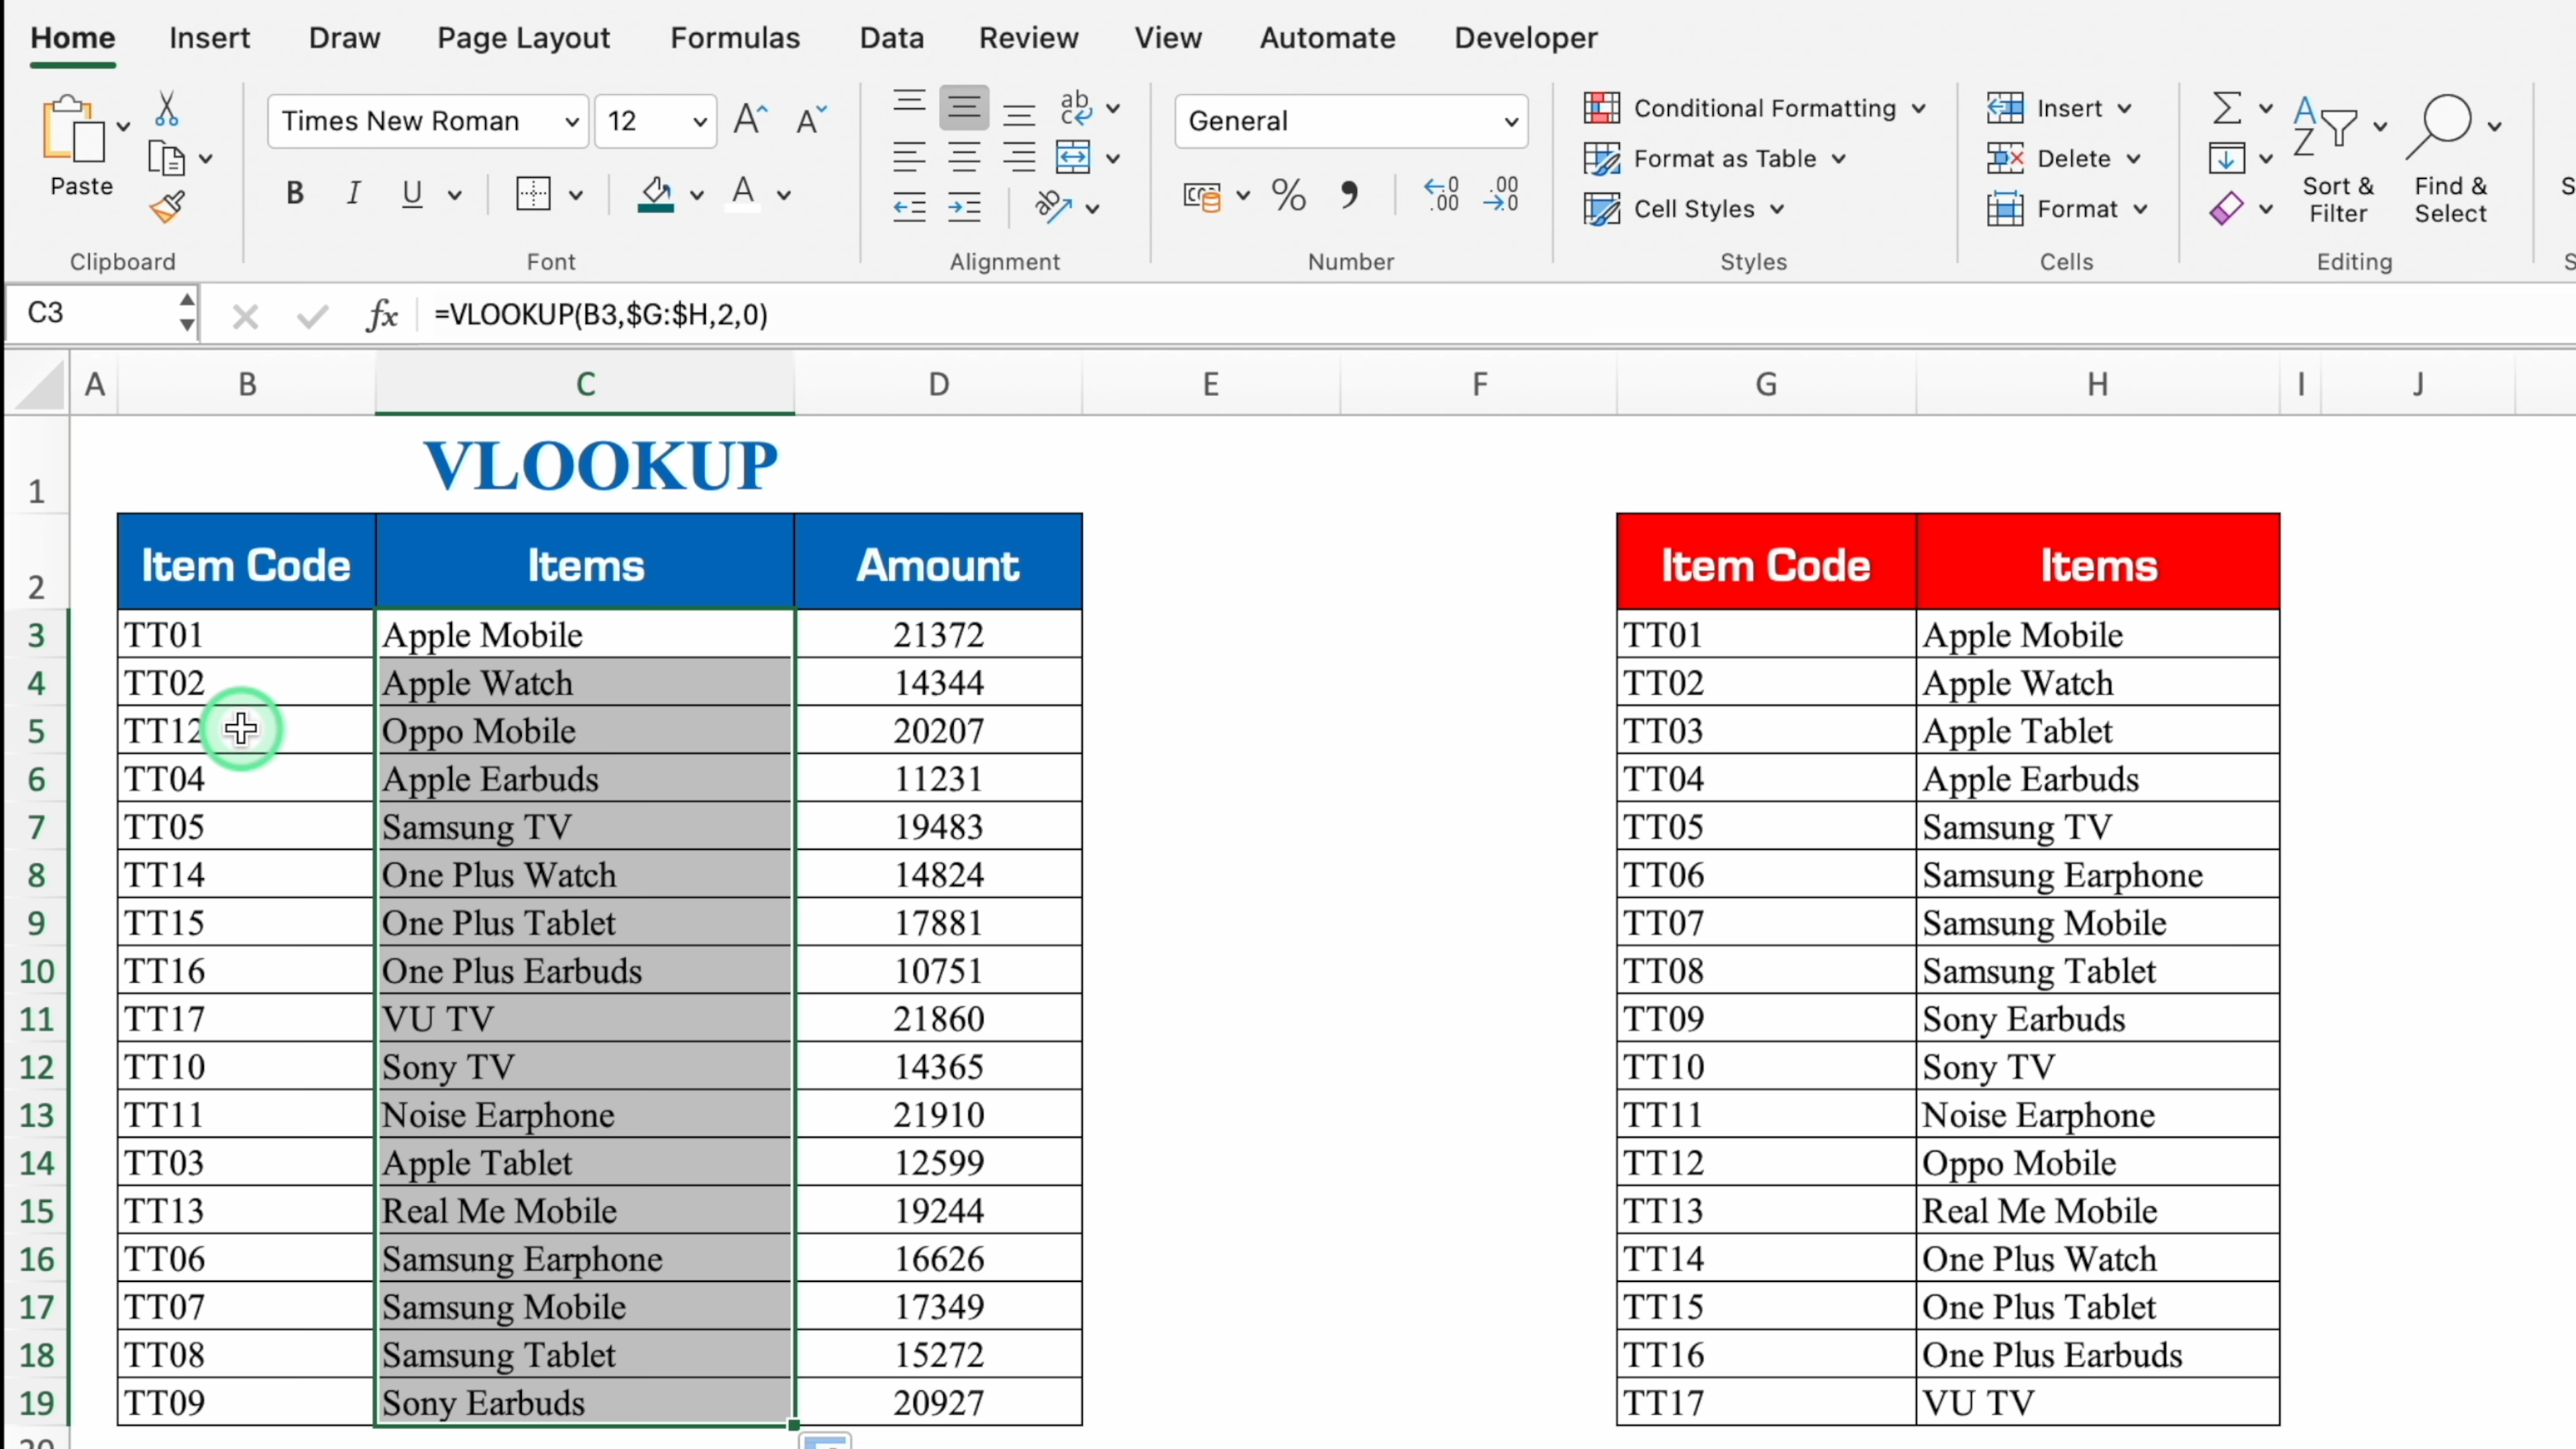 Home Insert Draw Page Layout Formulas Data Review View Automate Developer
Times New Roman 12 General
Conditional Formatting Insert
Format as Table Delete
Paste Sort & Filter Find & Select
Cell Styles Format
Clipboard Font Alignment Number Styles Cells Editing
C3 fx =VLOOKUP(B3,$G:$H,2,0)
A B C D E F G H I J
1 VLOOKUP
2 Item Code Items Amount Item Code Items
3 TT01 Apple Mobile 21372 TT01 Apple Mobile
4 TT02 Apple Watch 14344 TT02 Apple Watch
5 TT12 Oppo Mobile 20207 TT03 Apple Tablet
6 TT04 Apple Earbuds 11231 TT04 Apple Earbuds
7 TT05 Samsung TV 19483 TT05 Samsung TV
8 TT14 One Plus Watch 14824 TT06 Samsung Earphone
9 TT15 One Plus Tablet 17881 TT07 Samsung Mobile
10 TT16 One Plus Earbuds 10751 TT08 Samsung Tablet
11 TT17 VU TV 21860 TT09 Sony Earbuds
12 TT10 Sony TV 14365 TT10 Sony TV
13 TT11 Noise Earphone 21910 TT11 Noise Earphone
14 TT03 Apple Tablet 12599 TT12 Oppo Mobile
15 TT13 Real Me Mobile 19244 TT13 Real Me Mobile
16 TT06 Samsung Earphone 16626 TT14 One Plus Watch
17 TT07 Samsung Mobile 17349 TT15 One Plus Tablet
18 TT08 Samsung Tablet 15272 TT16 One Plus Earbuds
19 TT09 Sony Earbuds 20927 TT17 VU TV